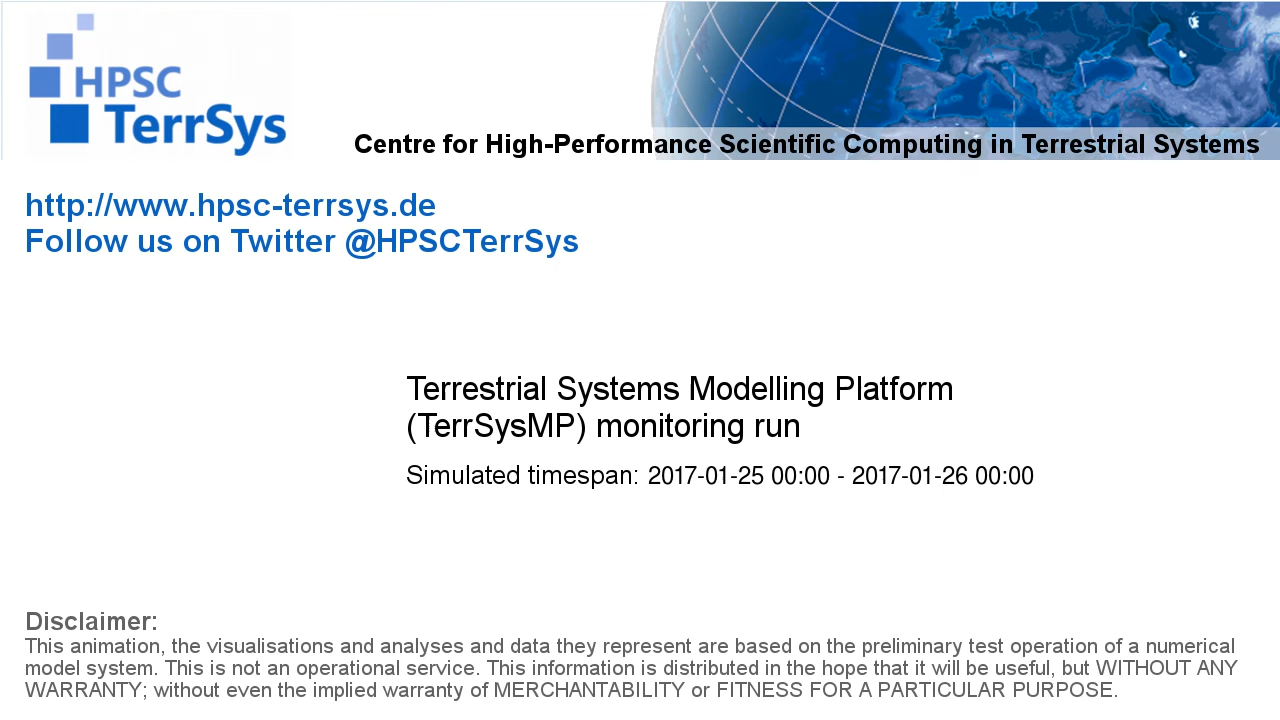 HPSC
TerrSys
Centre for High-Performance Scientific Computing in Terrestrial Systems
http://www.hpsc-terrsys.de
Follow us on Twitter @HPSCTerrSys
Terrestrial Systems Modelling Platform
(TerrSysMP) monitoring run
Simulated timespan: 2017-01-25 00:00 - 2017-01-26 00:00
Disclaimer:
This animation, the visualisations and analyses and data they represent are based on the preliminary test operation of a numerical
model system. This is not an operational service. This information is distributed in the hope that it will be useful, but WITHOUT ANY
WARRANTY; without even the implied warranty of MERCHANTABILITY or FITNESS FOR A PARTICULAR PURPOSE.